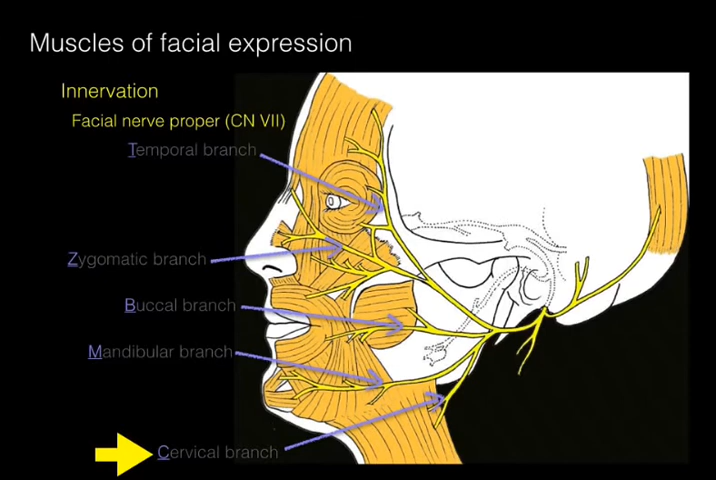 Muscles of facial expression
Innervation
Facial nerve proper (CN VII)
Temporal branch
Zygomatic branch
Buccal branch
Mandibular branch
Cervical branch